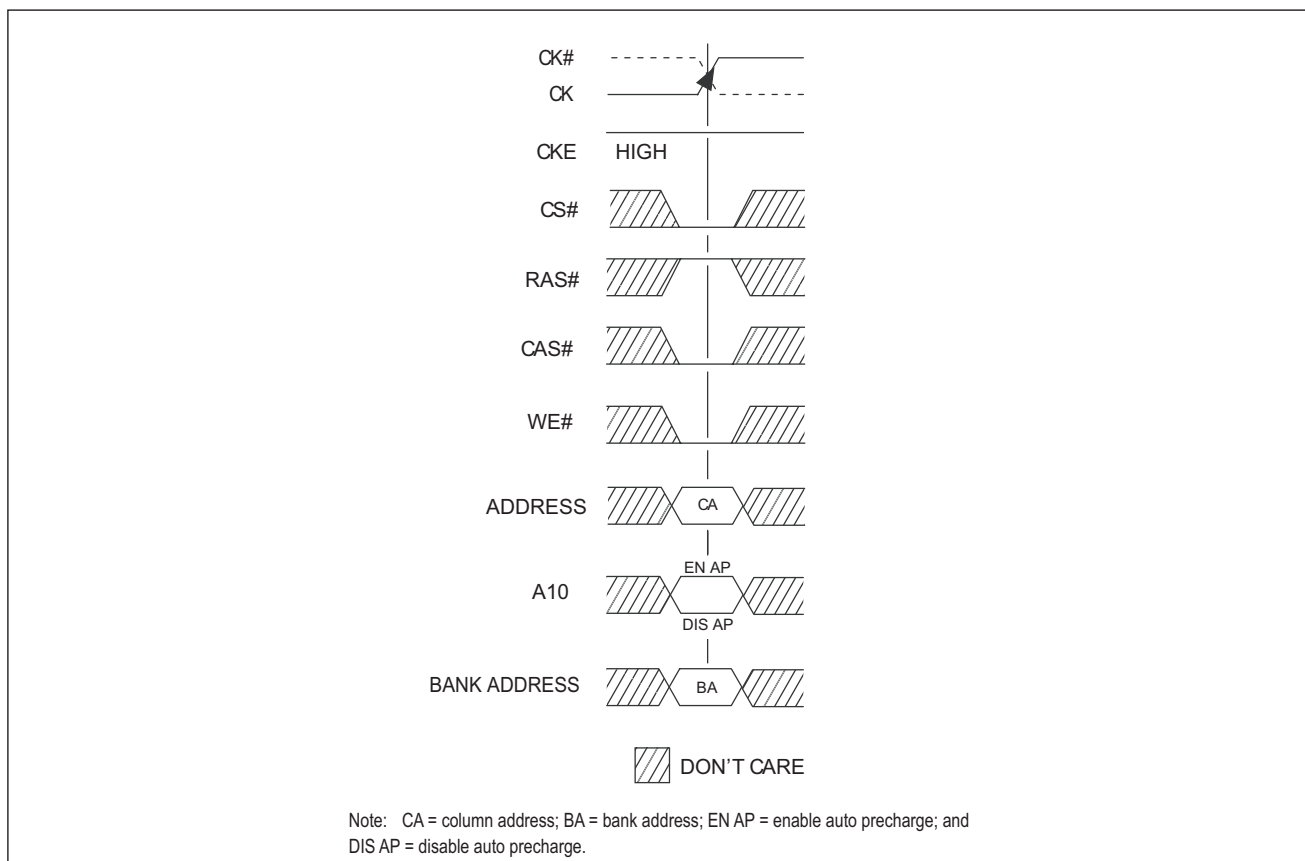 CK#
CK
CKE HIGH
CS#
RAS#
CAS#
WE#
ADDRESS CA
EN AP
A10
DIS AP
BANK ADDRESS BA
DON'T CARE
Note: CA = column address; BA = bank address; EN AP = enable auto precharge; and
DIS AP = disable auto precharge.